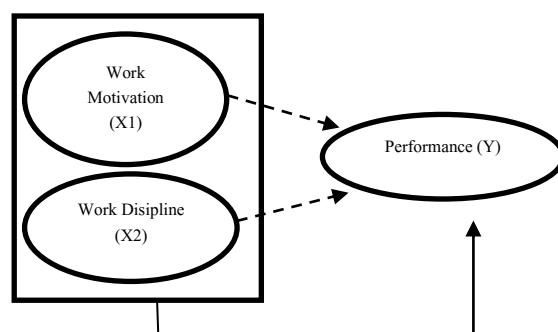 Work
Motivation
(X1)
Performance (Y)
Work Disipline
(X2)